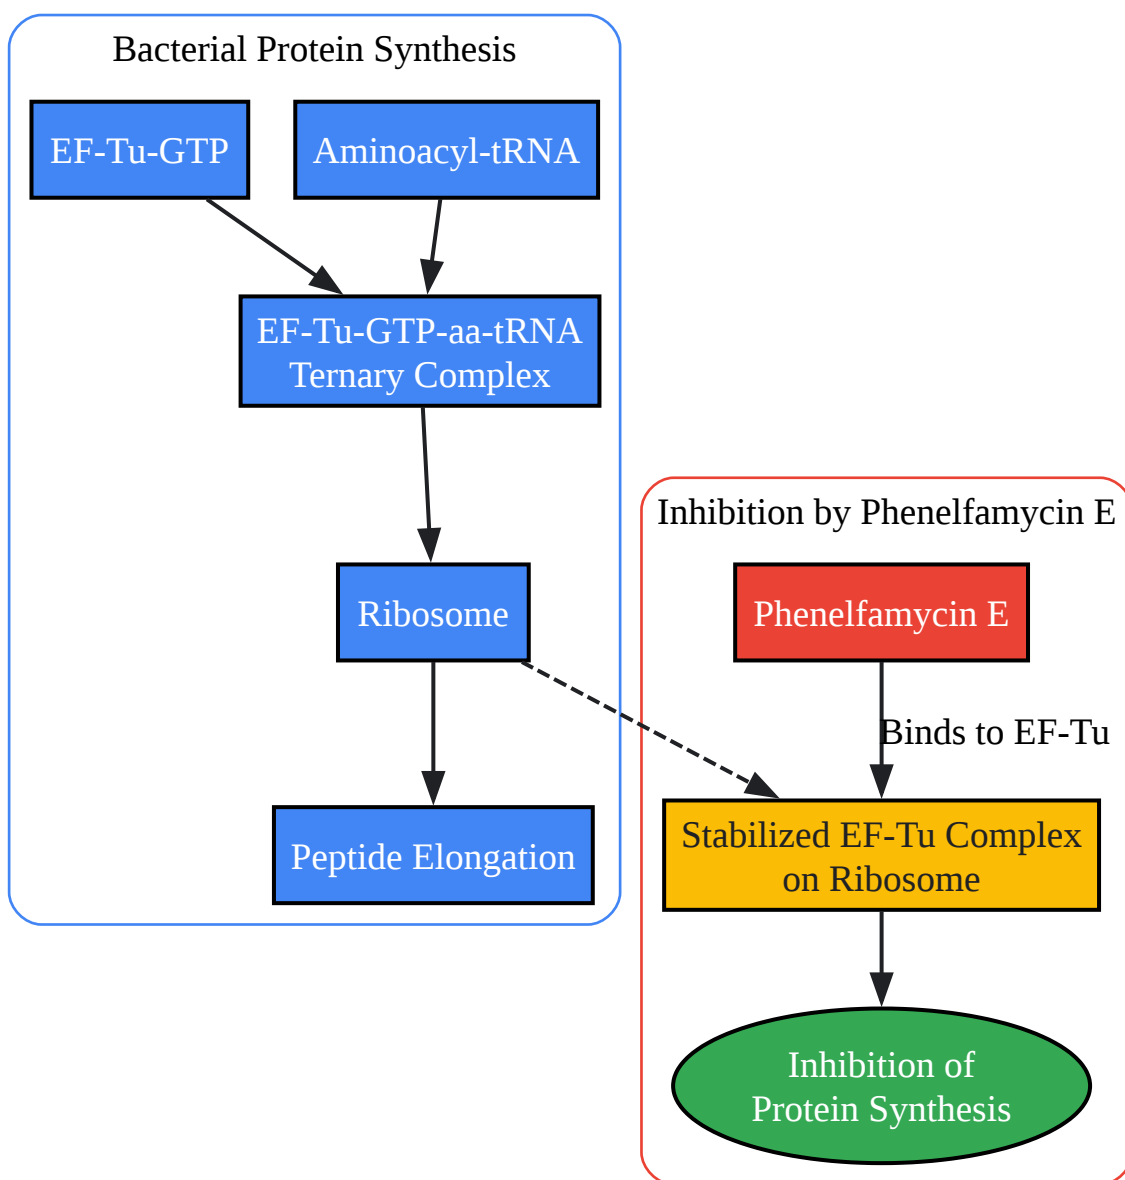 Bacterial Protein Synthesis
EF-Tu-GTP
Aminoacyl-tRNA
EF-Tu-GTP-aa-tRNA
Ternary Complex
Ribosome
Peptide Elongation
Inhibition by Phenelfamycin E
Phenelfamycin E
Binds to EF-Tu
Stabilized EF-Tu Complex
on Ribosome
Inhibition of
Protein Synthesis